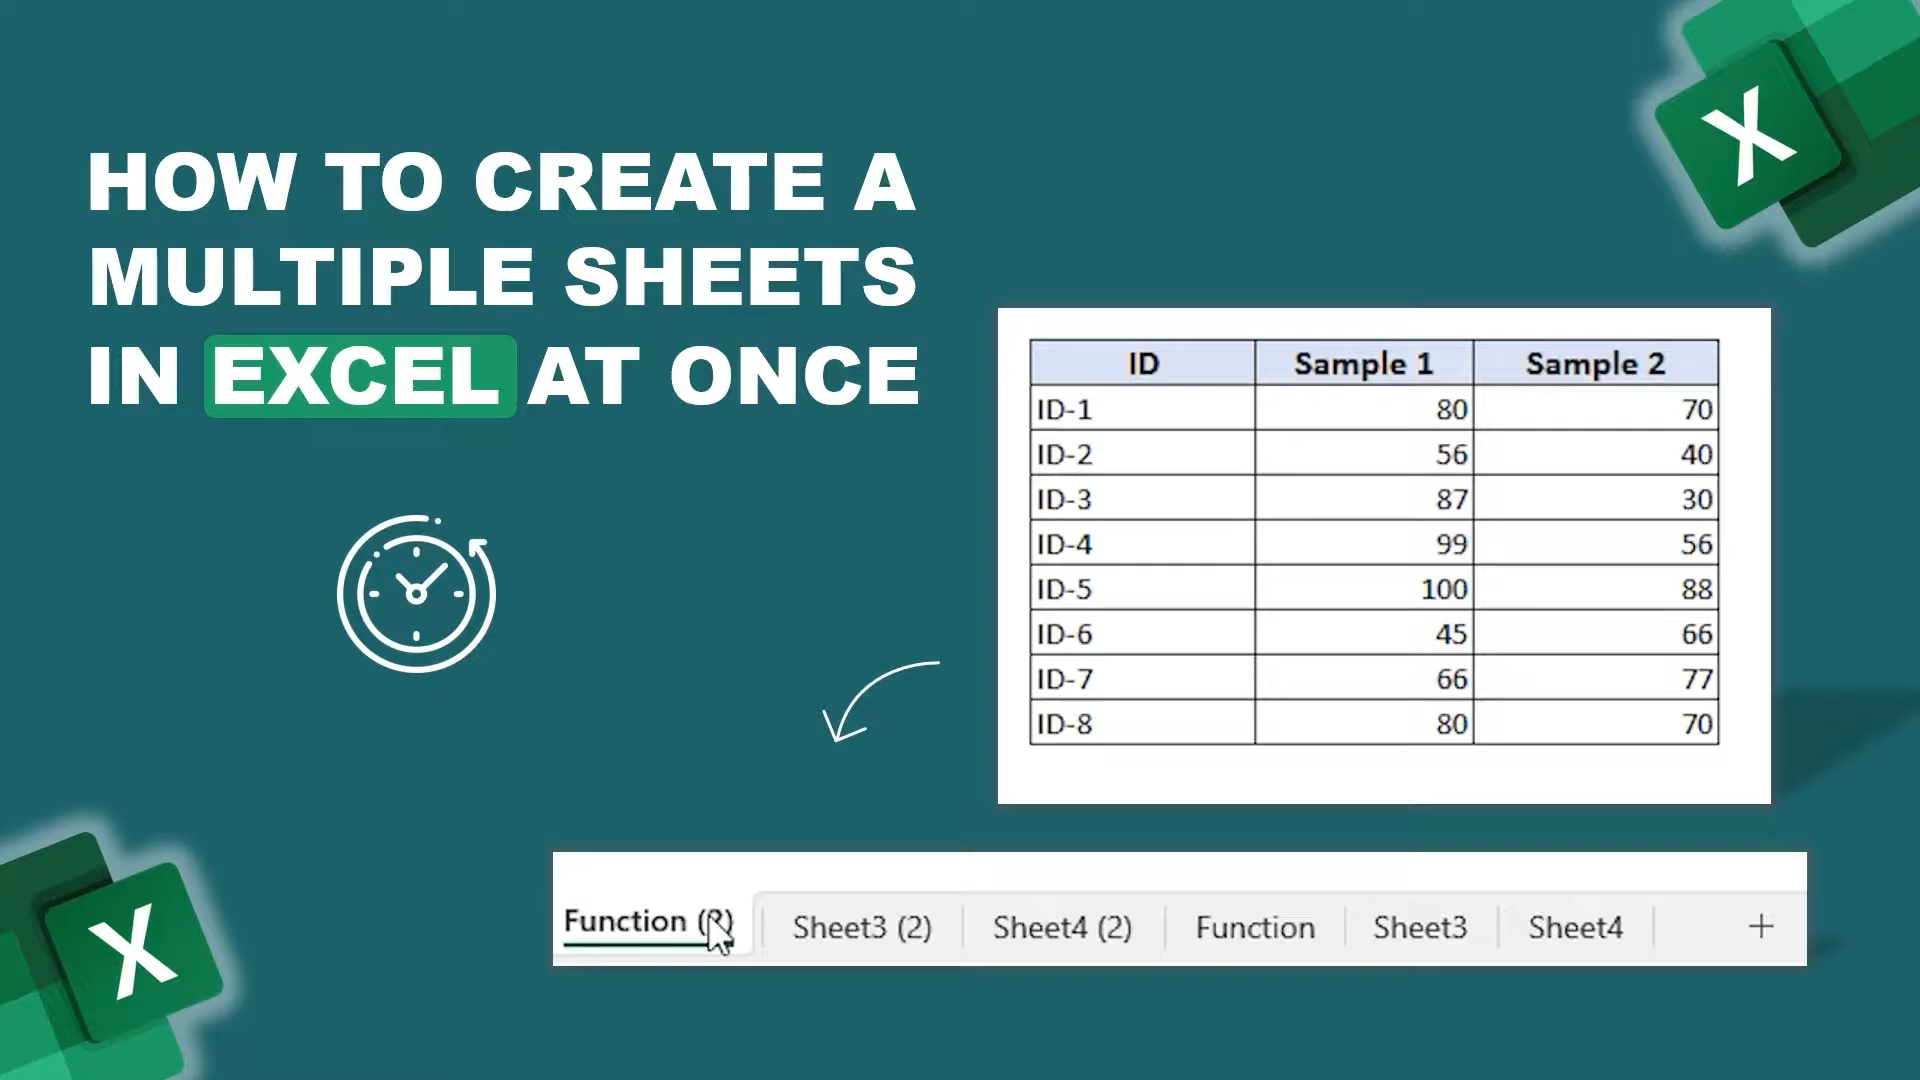 HOW TO CREATE A
MULTIPLE SHEETS
IN EXCEL AT ONCE
X
ID Sample 1 Sample 2
ID-1 80 70
ID-2 56 40
ID-3 87 30
ID-4 99 56
ID-5 100 88
ID-6 45 66
ID-7 66 77
ID-8 80 70
X
Function (2) Sheet3 (2) Sheet4 (2) Function Sheet3 Sheet4 +